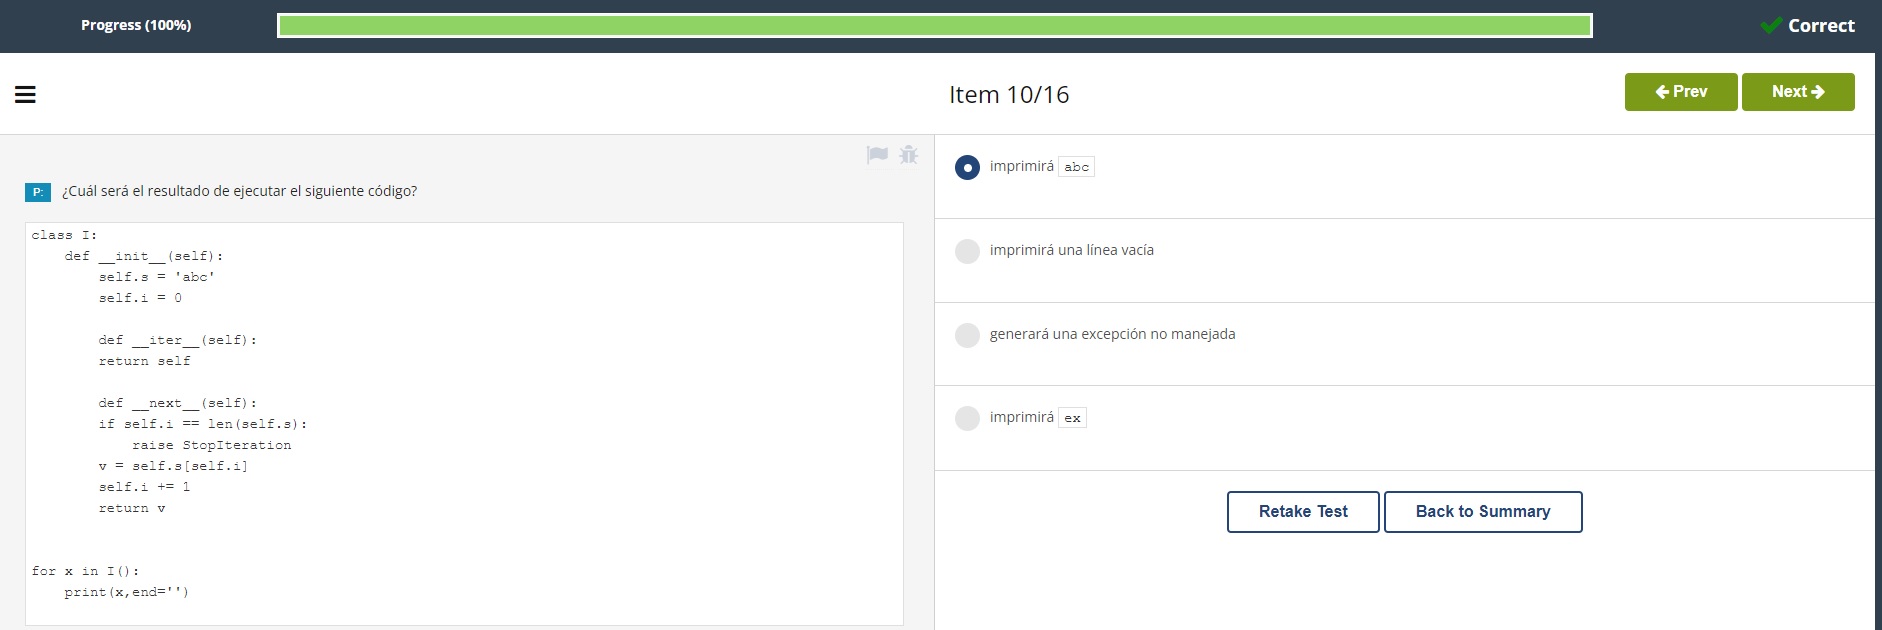 Progress (100%)
Correct
Item 10/16
Prev
Next
P: ¿Cuál será el resultado de ejecutar el siguiente código?
class I:
    def __init__(self):
        self.s = 'abc'
        self.i = 0

        def __iter__(self):
        return self

        def __next__(self):
        if self.i == len(self.s):
            raise StopIteration
        v = self.s[self.i]
        self.i += 1
        return v


for x in I():
    print(x,end='')
imprimirá abc
imprimirá una línea vacía
generará una excepción no manejada
imprimirá ex
Retake Test
Back to Summary